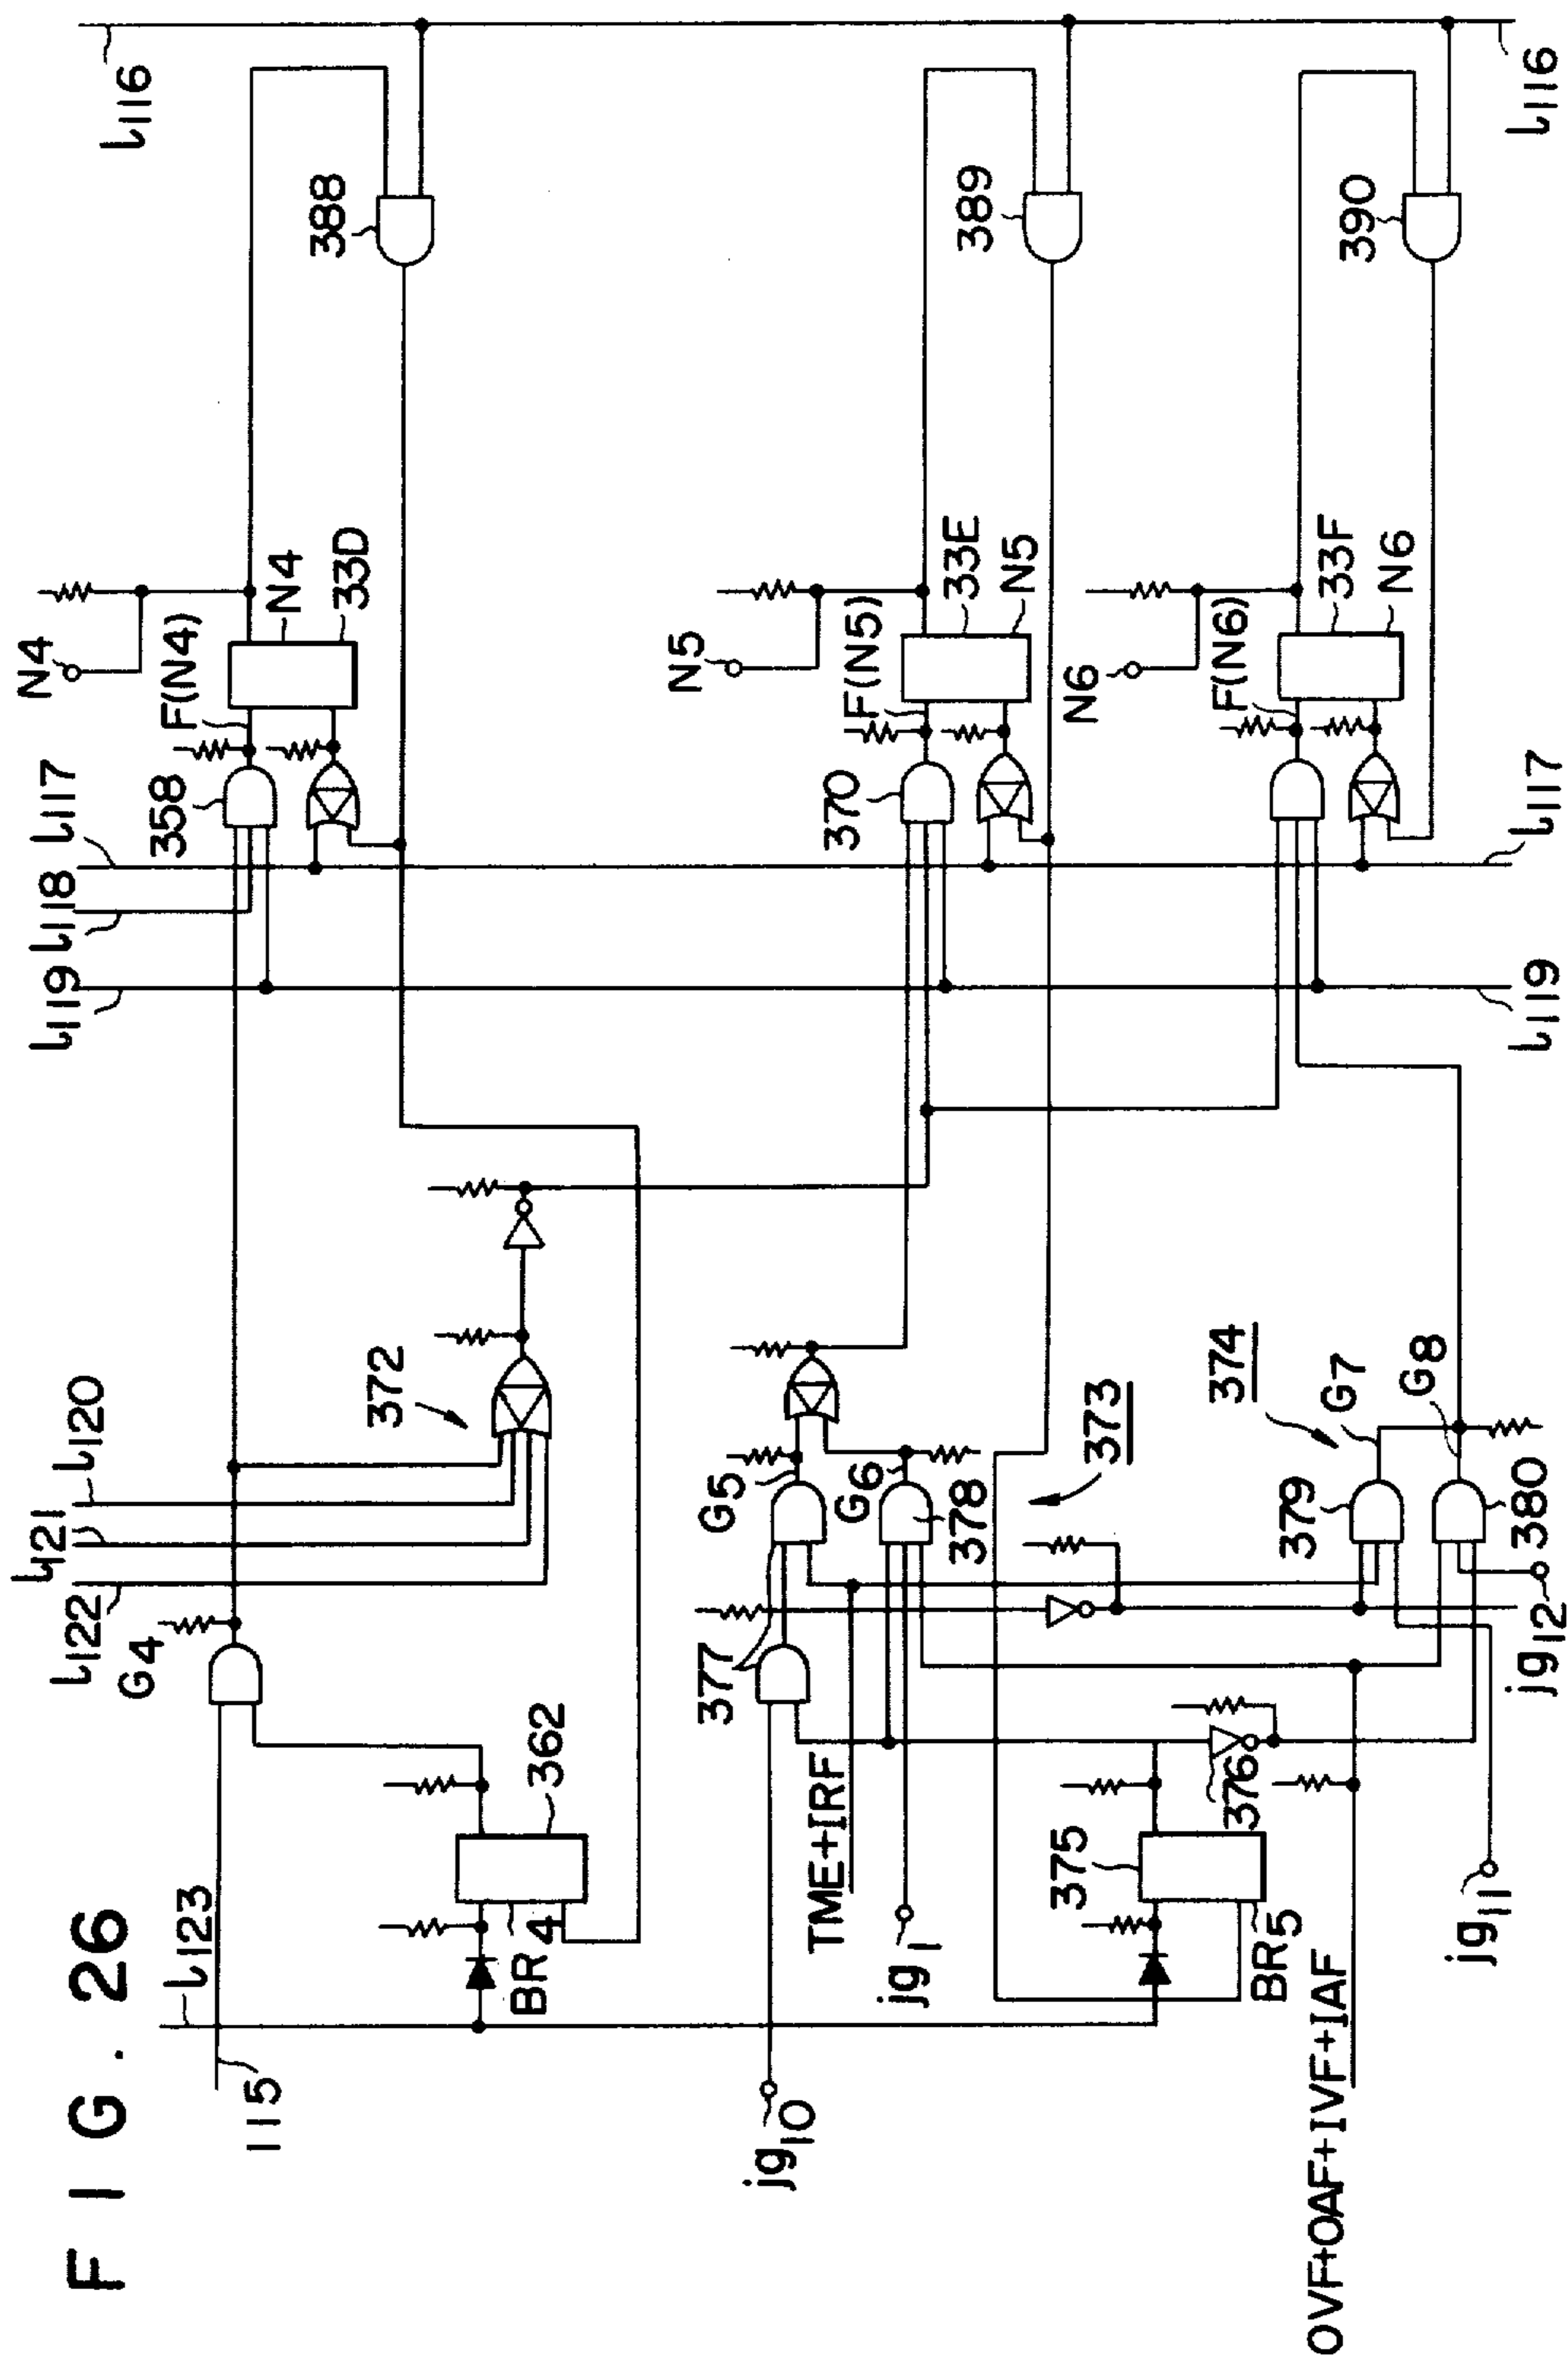 FIG. 26
l123
115
BR4
362
G4
l122
l121
l120
372
l119
l118
l117
358
F(N4)
N4
N4
33D
388
l116
jg10
377
TME+IRF
jg1
G5
G6
378
373
370
F(N5)
N5
33E
N5
389
375
BR5
376
OVF+OAF+IVF+IAF
jg11
jg12
379
380
374
G7
G8
l119
l117
F(N6)
N6
33F
N6
390
l116